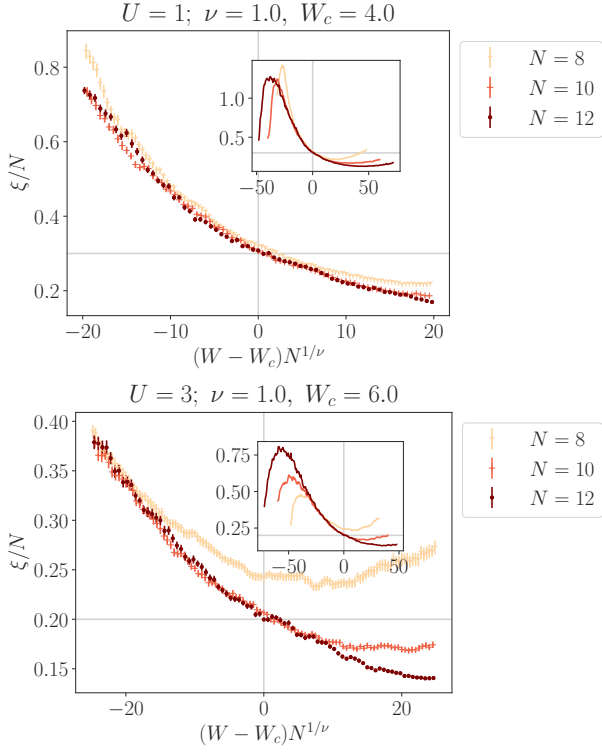 U = 1; ν = 1.0, W_c = 4.0
ξ/N
0.8
0.6
0.4
0.2
−20
−10
0
10
20
(W − W_c)N^{1/ν}
1.0
0.5
−50
0
50
N = 8
N = 10
N = 12
U = 3; ν = 1.0, W_c = 6.0
ξ/N
0.40
0.35
0.30
0.25
0.20
0.15
−20
0
20
(W − W_c)N^{1/ν}
0.75
0.50
0.25
−50
0
50
N = 8
N = 10
N = 12